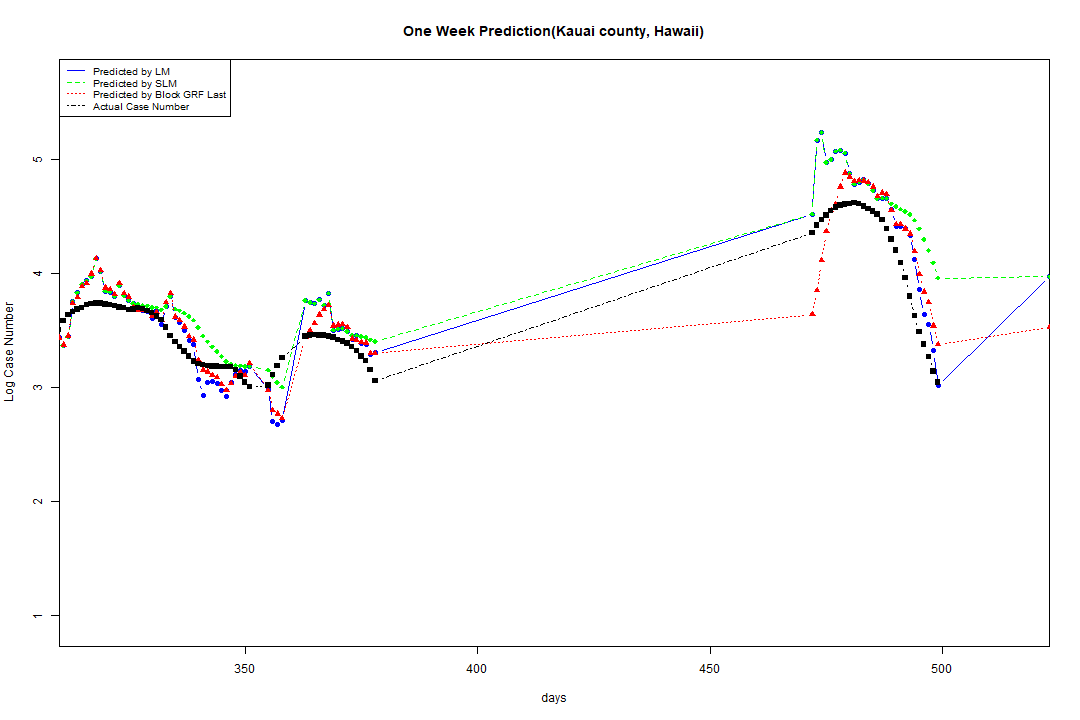 One Week Prediction(Kauai county, Hawaii)
Predicted by LM
Predicted by SLM
Predicted by Block GRF Last
Actual Case Number
5
4
3
2
1
Log Case Number
350
400
450
500
days